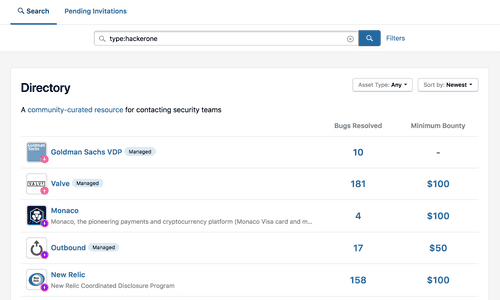 Search Pending Invitations
type:hackerone Filters
Directory Asset Type: Any Sort by: Newest
A community-curated resource for contacting security teams
Bugs Resolved Minimum Bounty
Goldman Sachs
Goldman Sachs VDP Managed 10 -
VALVE Valve Managed 181 $100
Monaco
Monaco, the pioneering payments and cryptocurrency platform (Monaco Visa card and m... 4 $100
Outbound Managed 17 $50
New Relic
New Relic Coordinated Disclosure Program 158 $100